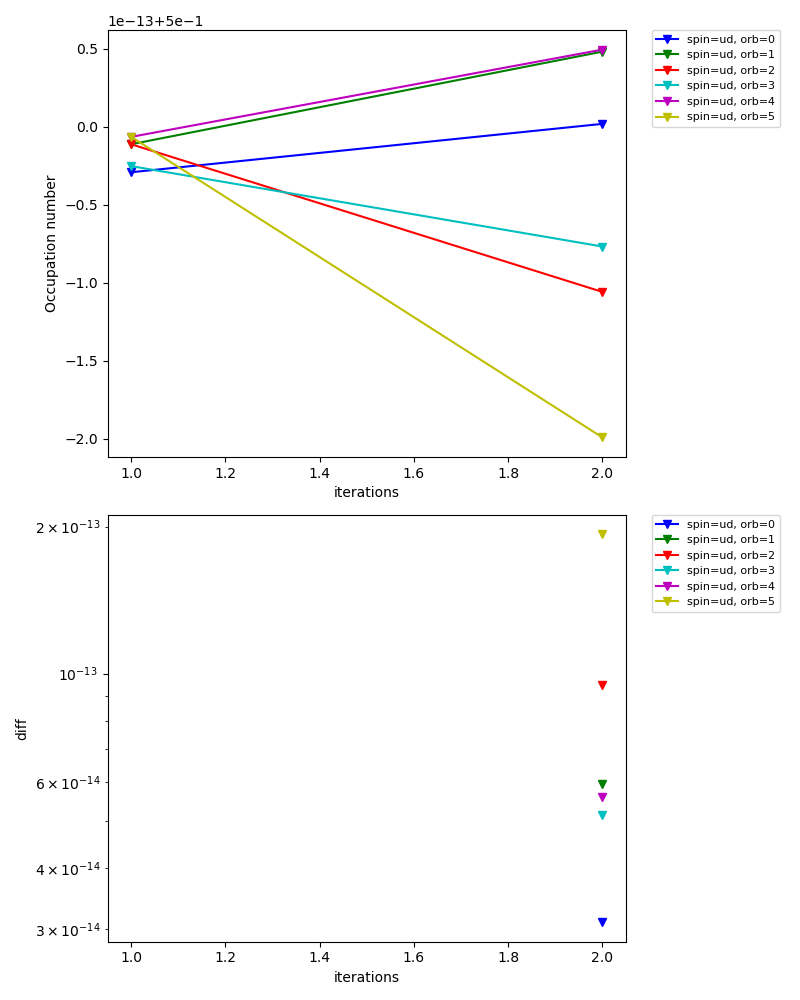 1e−13+5e−1
0.5
0.0
−0.5
−1.0
−1.5
−2.0
Occupation number
1.0 1.2 1.4 1.6 1.8 2.0
iterations
spin=ud, orb=0
spin=ud, orb=1
spin=ud, orb=2
spin=ud, orb=3
spin=ud, orb=4
spin=ud, orb=5
2 × 10⁻¹³
10⁻¹³
6 × 10⁻¹⁴
4 × 10⁻¹⁴
3 × 10⁻¹⁴
diff
1.0 1.2 1.4 1.6 1.8 2.0
iterations
spin=ud, orb=0
spin=ud, orb=1
spin=ud, orb=2
spin=ud, orb=3
spin=ud, orb=4
spin=ud, orb=5